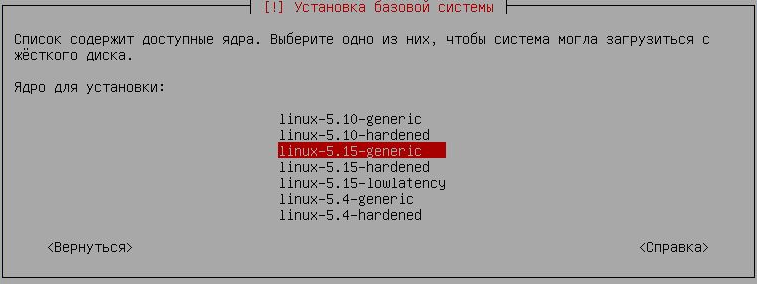 [!] Установка базовой системы
Список содержит доступные ядра. Выберите одно из них, чтобы система могла загрузиться с
жёсткого диска.
Ядро для установки:
linux-5.10-generic
linux-5.10-hardened
linux-5.15-generic
linux-5.15-hardened
linux-5.15-lowlatency
linux-5.4-generic
linux-5.4-hardened
<Вернуться> <Справка>